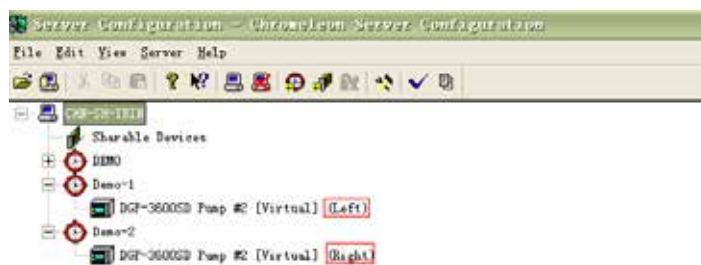 Server Configuration - Chromeleon Server Configuration
File Edit View Server Help
Sharable Devices
DEMO
Demo-1
DGP-3600SD Pump #2 [Virtual] (Left)
Demo-2
DGP-3600SD Pump #2 [Virtual] (Right)